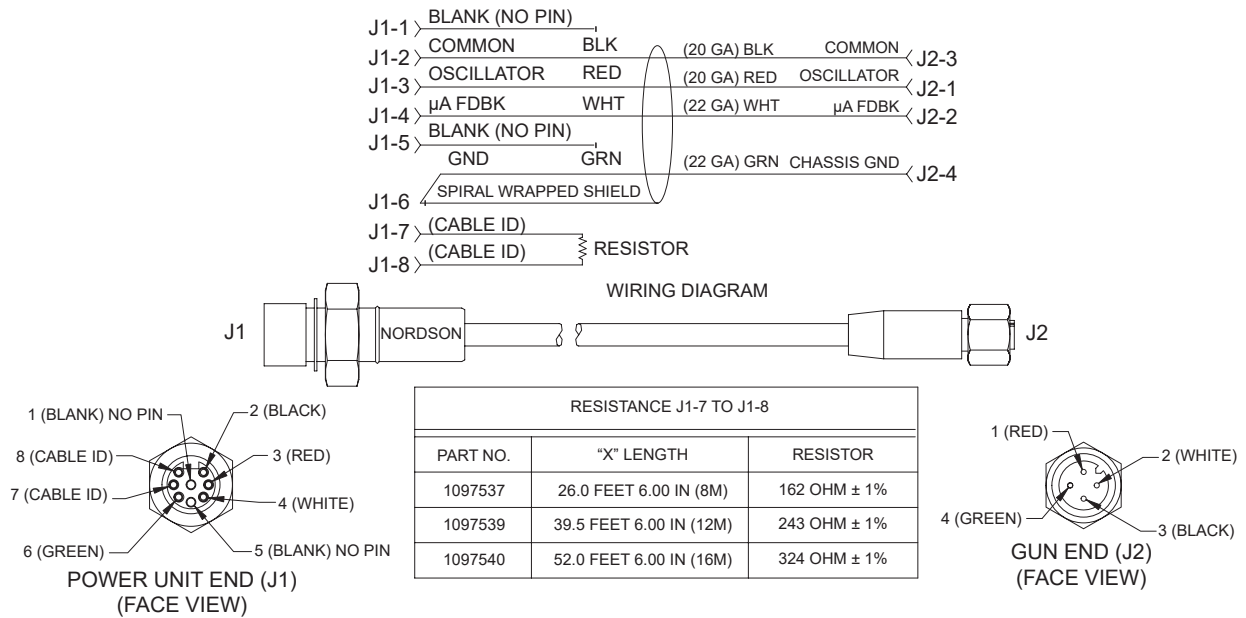 J1-1 BLANK (NO PIN)
J1-2 COMMON BLK (20 GA) BLK COMMON J2-3
J1-3 OSCILLATOR RED (20 GA) RED OSCILLATOR J2-1
J1-4 µA FDBK WHT (22 GA) WHT µA FDBK J2-2
J1-5 BLANK (NO PIN)
GND GRN (22 GA) GRN CHASSIS GND J2-4
J1-6 SPIRAL WRAPPED SHIELD
J1-7 (CABLE ID)
RESISTOR
J1-8 (CABLE ID)
WIRING DIAGRAM
J1 NORDSON J2
1 (BLANK) NO PIN
2 (BLACK)
8 (CABLE ID)
3 (RED)
7 (CABLE ID)
4 (WHITE)
6 (GREEN)
5 (BLANK) NO PIN
POWER UNIT END (J1)
(FACE VIEW)
RESISTANCE J1-7 TO J1-8
PART NO. “X” LENGTH RESISTOR
1097537 26.0 FEET 6.00 IN (8M) 162 OHM ± 1%
1097539 39.5 FEET 6.00 IN (12M) 243 OHM ± 1%
1097540 52.0 FEET 6.00 IN (16M) 324 OHM ± 1%
1 (RED)
2 (WHITE)
4 (GREEN)
3 (BLACK)
GUN END (J2)
(FACE VIEW)